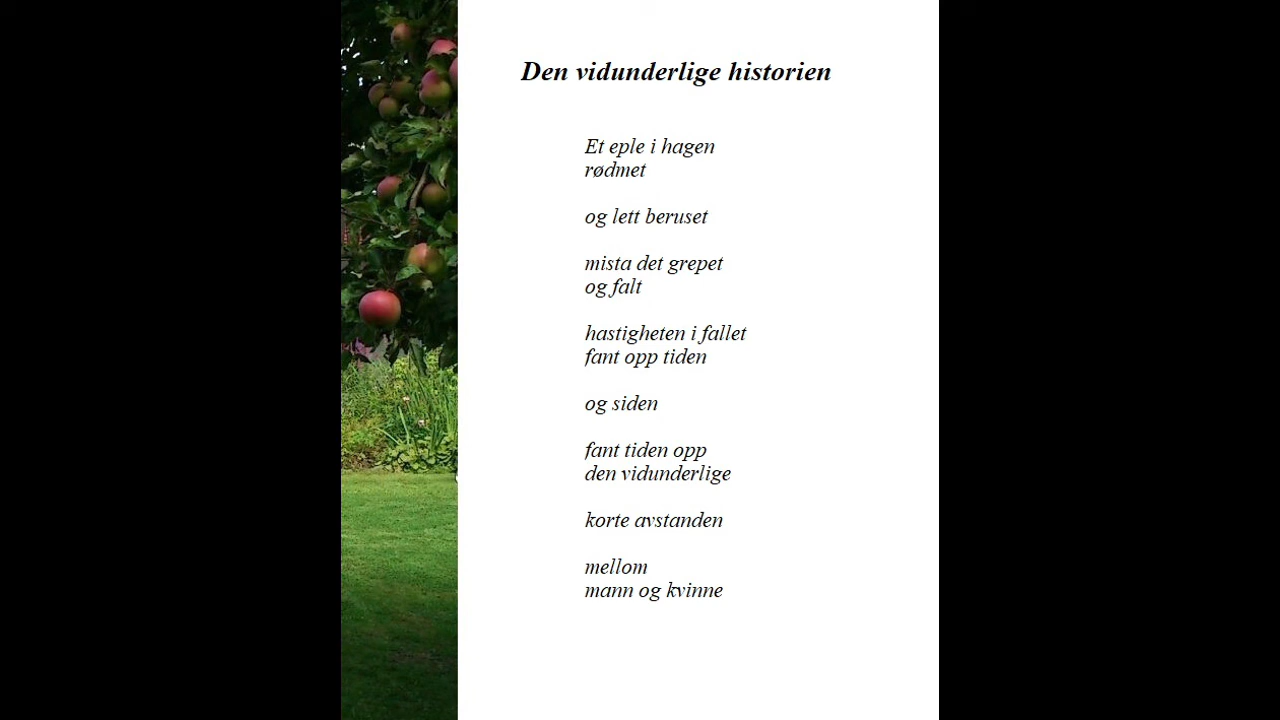 Den vidunderlige historien
Et eple i hagen
rødmet
og lett beruset
mista det grepet
og falt
hastigheten i fallet
fant opp tiden
og siden
fant tiden opp
den vidunderlige
korte avstanden
mellom
mann og kvinne